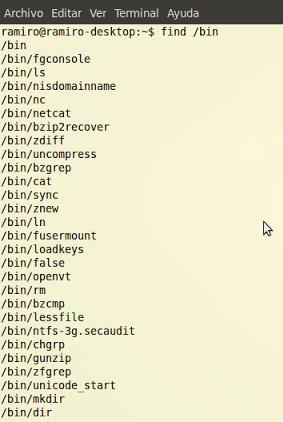 Archivo Editar Ver Terminal Ayuda
ramiro@ramiro-desktop:~$ find /bin
/bin
/bin/fgconsole
/bin/ls
/bin/nisdomainname
/bin/nc
/bin/netcat
/bin/bzip2recover
/bin/zdiff
/bin/uncompress
/bin/bzgrep
/bin/cat
/bin/sync
/bin/znew
/bin/ln
/bin/fusermount
/bin/loadkeys
/bin/false
/bin/openvt
/bin/rm
/bin/bzcmp
/bin/lessfile
/bin/ntfs-3g.secaudit
/bin/chgrp
/bin/gunzip
/bin/zfgrep
/bin/unicode_start
/bin/mkdir
/bin/dir